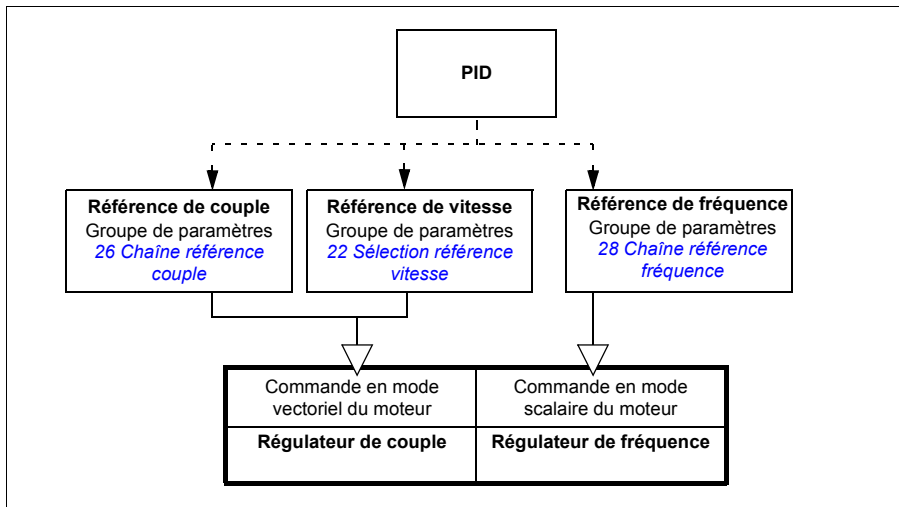 PID
Référence de couple
Groupe de paramètres
26 Chaîne référence
couple
Référence de vitesse
Groupe de paramètres
22 Sélection référence
vitesse
Référence de fréquence
Groupe de paramètres
28 Chaîne référence
fréquence
Commande en mode
vectoriel du moteur
Commande en mode
scalaire du moteur
Régulateur de couple
Régulateur de fréquence